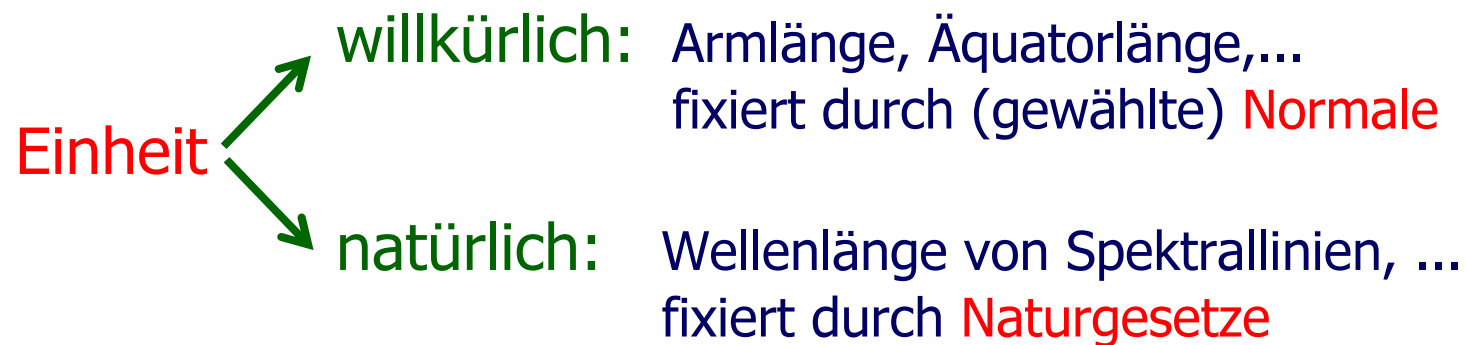 willkürlich: Armlänge, Äquatorlänge,...
fixiert durch (gewählte) Normale
Einheit
natürlich: Wellenlänge von Spektrallinien, ...
fixiert durch Naturgesetze